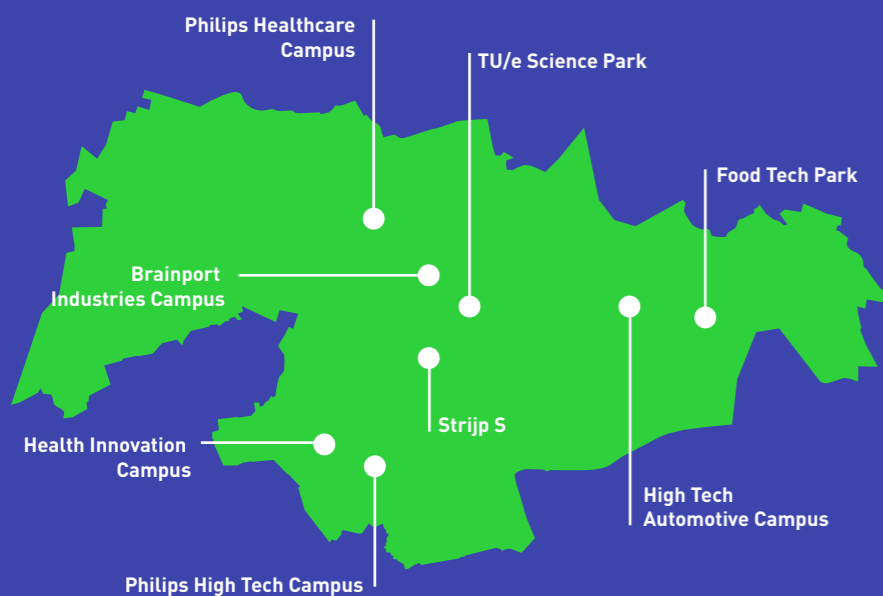 Philips Healthcare
Campus
TU/e Science Park
Food Tech Park
Brainport
Industries Campus
Strijp S
Health Innovation
Campus
High Tech
Automotive Campus
Philips High Tech Campus